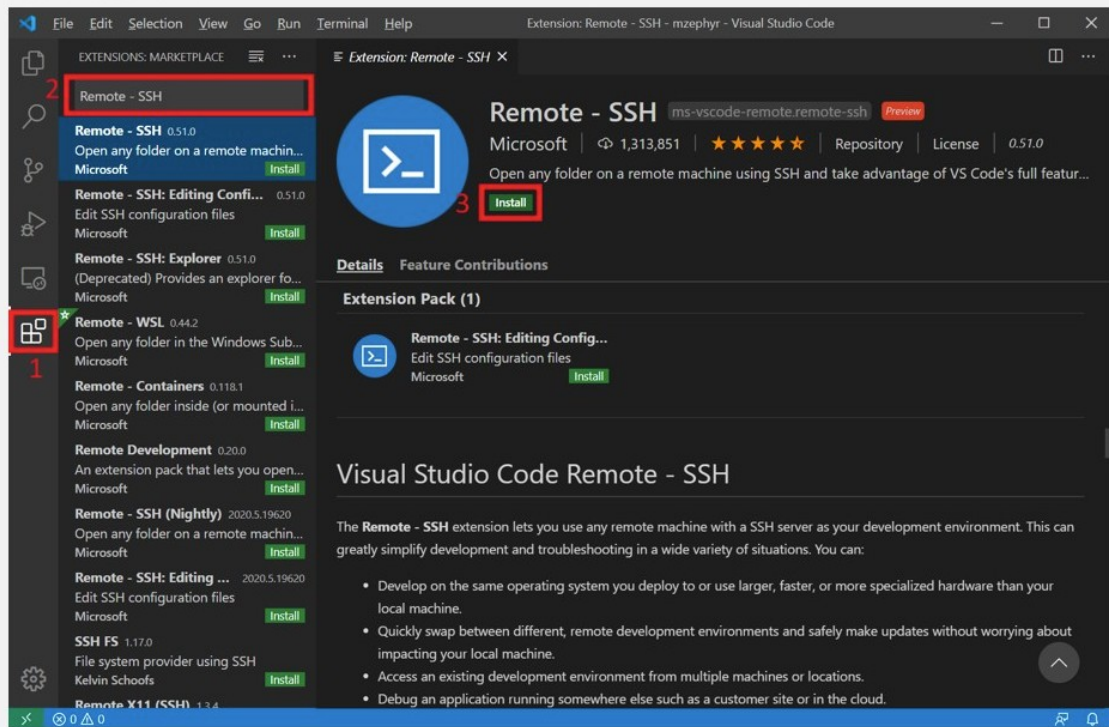 File Edit Selection View Go Run Terminal Help
Extension: Remote - SSH - mzephyr - Visual Studio Code
EXTENSIONS: MARKETPLACE
2
Remote - SSH
Remote - SSH 0.51.0
Open any folder on a remote machin...
Microsoft Install
Remote - SSH: Editing Confi... 0.51.0
Edit SSH configuration files
Microsoft Install
Remote - SSH: Explorer 0.51.0
(Deprecated) Provides an explorer fo...
Microsoft Install
1
Remote - WSL 0.44.2
Open any folder in the Windows Sub...
Microsoft Install
Remote - Containers 0.118.1
Open any folder inside (or mounted i...
Microsoft Install
Remote Development 0.20.0
An extension pack that lets you open...
Microsoft Install
Remote - SSH (Nightly) 2020.5.19620
Open any folder on a remote machin...
Microsoft Install
Remote - SSH: Editing ... 2020.5.19620
Edit SSH configuration files
Microsoft Install
SSH FS 1.17.0
File system provider using SSH
Kelvin Schoofs Install
Remote X11 (SSH) 1.3.4
0 0
Extension: Remote - SSH
Remote - SSH ms-vscode-remote.remote-ssh Preview
Microsoft 1,313,851 Repository License 0.51.0
Open any folder on a remote machine using SSH and take advantage of VS Code's full featur...
3 Install
Details Feature Contributions
Extension Pack (1)
Remote - SSH: Editing Config...
Edit SSH configuration files
Microsoft Install
Visual Studio Code Remote - SSH
The Remote - SSH extension lets you use any remote machine with a SSH server as your development environment. This can
greatly simplify development and troubleshooting in a wide variety of situations. You can:
• Develop on the same operating system you deploy to or use larger, faster, or more specialized hardware than your
local machine.
• Quickly swap between different, remote development environments and safely make updates without worrying about
impacting your local machine.
• Access an existing development environment from multiple machines or locations.
• Debug an application running somewhere else such as a customer site or in the cloud.